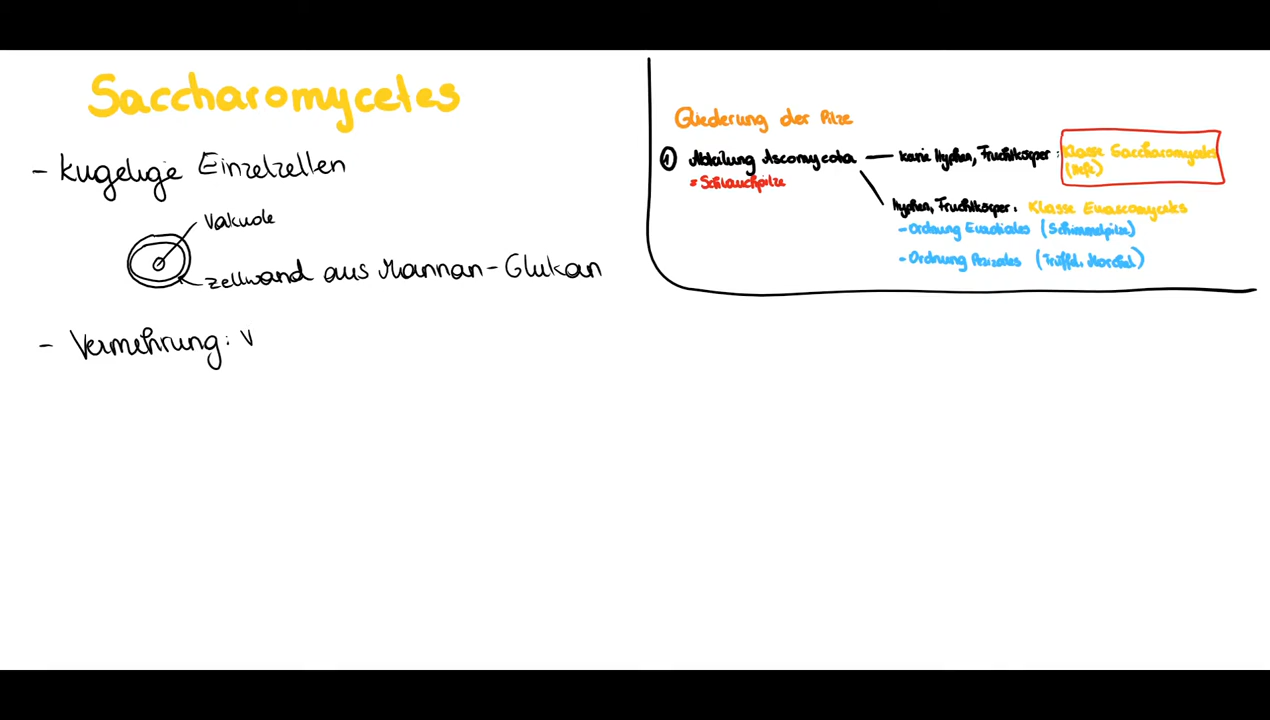 Saccharomycetes
- kugelige Einzelzellen
Vakuole
Zellwand aus Mannan-Glukan
- Vermehrung: V
Gliederung der Pilze
① Abteilung Ascomycota — keine Hyphen, Fruchtkörper: Klasse Saccharomycetes
(Hefe)
= Schlauchpilze
Hyphen, Fruchtkörper: Klasse Euascomycetes
- Ordnung Eurotiales (Schimmelpilze)
- Ordnung Pezizales (Trüffel, Morchel)